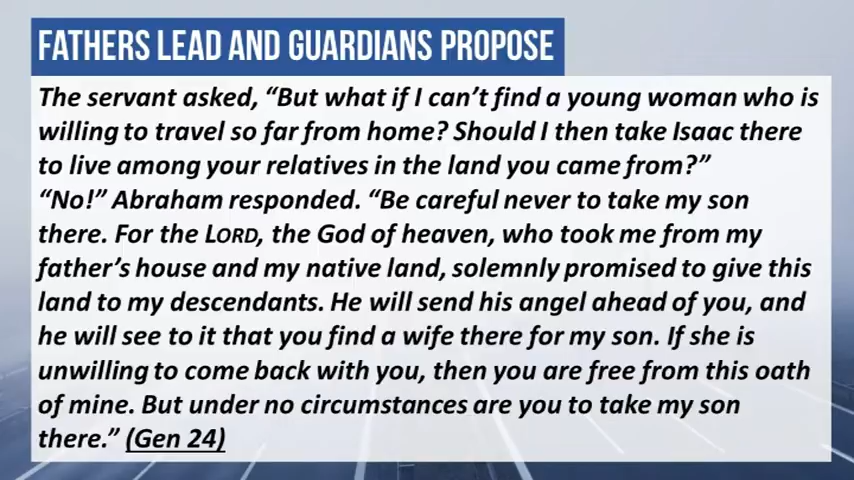 FATHERS LEAD AND GUARDIANS PROPOSE
The servant asked, “But what if I can’t find a young woman who is
willing to travel so far from home? Should I then take Isaac there
to live among your relatives in the land you came from?”
“No!” Abraham responded. “Be careful never to take my son
there. For the LORD, the God of heaven, who took me from my
father’s house and my native land, solemnly promised to give this
land to my descendants. He will send his angel ahead of you, and
he will see to it that you find a wife there for my son. If she is
unwilling to come back with you, then you are free from this oath
of mine. But under no circumstances are you to take my son
there.” (Gen 24)